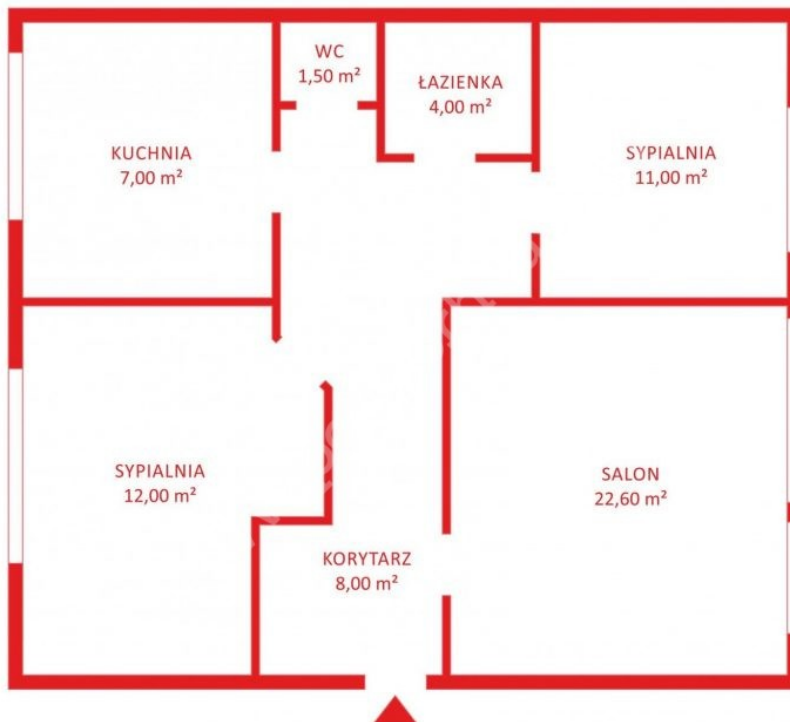 WC
1,50 m²
ŁAZIENKA
4,00 m²
KUCHNIA
7,00 m²
SYPIALNIA
11,00 m²
SYPIALNIA
12,00 m²
SALON
22,60 m²
KORYTARZ
8,00 m²